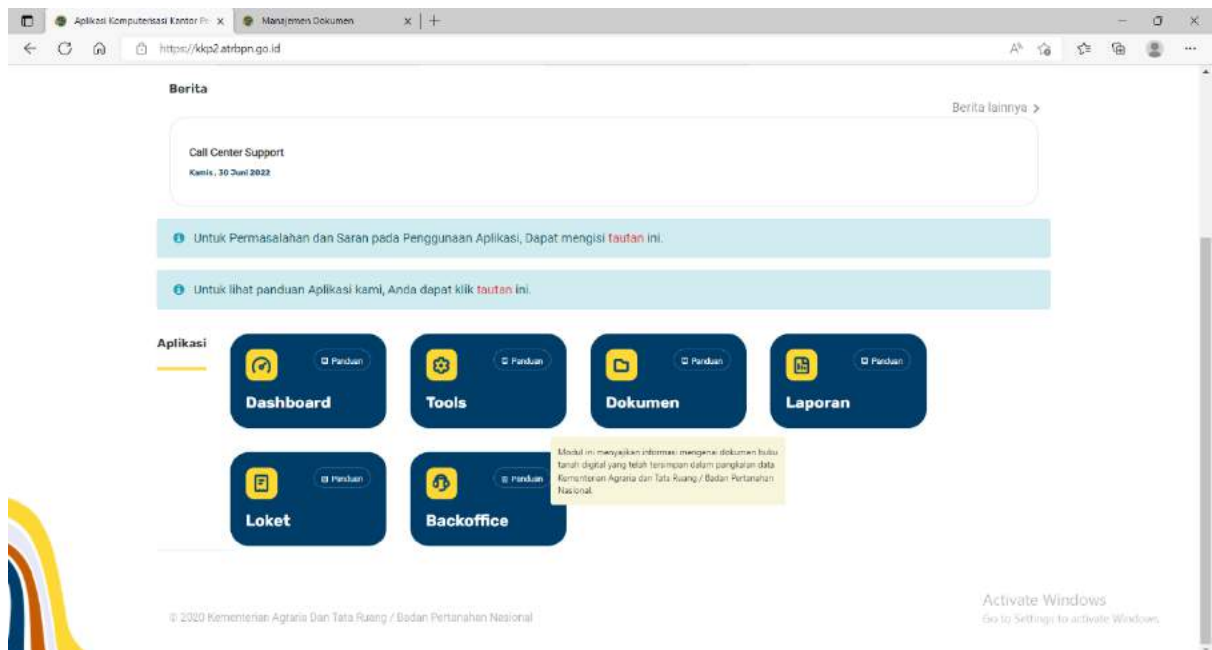 Aplikasi Komputerisasi Kantor Pe
Manajemen Dokumen
https://kkp2.atrbpn.go.id
Berita
Berita lainnya >
Call Center Support
Kamis, 30 Juni 2022
Untuk Permasalahan dan Saran pada Penggunaan Aplikasi, Dapat mengisi tautan ini.
Untuk lihat panduan Aplikasi kami, Anda dapat klik tautan ini.
Aplikasi
Panduan
Dashboard
Panduan
Tools
Panduan
Dokumen
Panduan
Laporan
Modul ini menyajikan informasi mengenai dokumen buku
tanah digital yang telah tersimpan dalam pangkalan data
Kementerian Agraria dan Tata Ruang / Badan Pertanahan
Nasional.
Panduan
Loket
Panduan
Backoffice
© 2020 Kementerian Agraria Dan Tata Ruang / Badan Pertanahan Nasional
Activate Windows
Go to Settings to activate Windows.